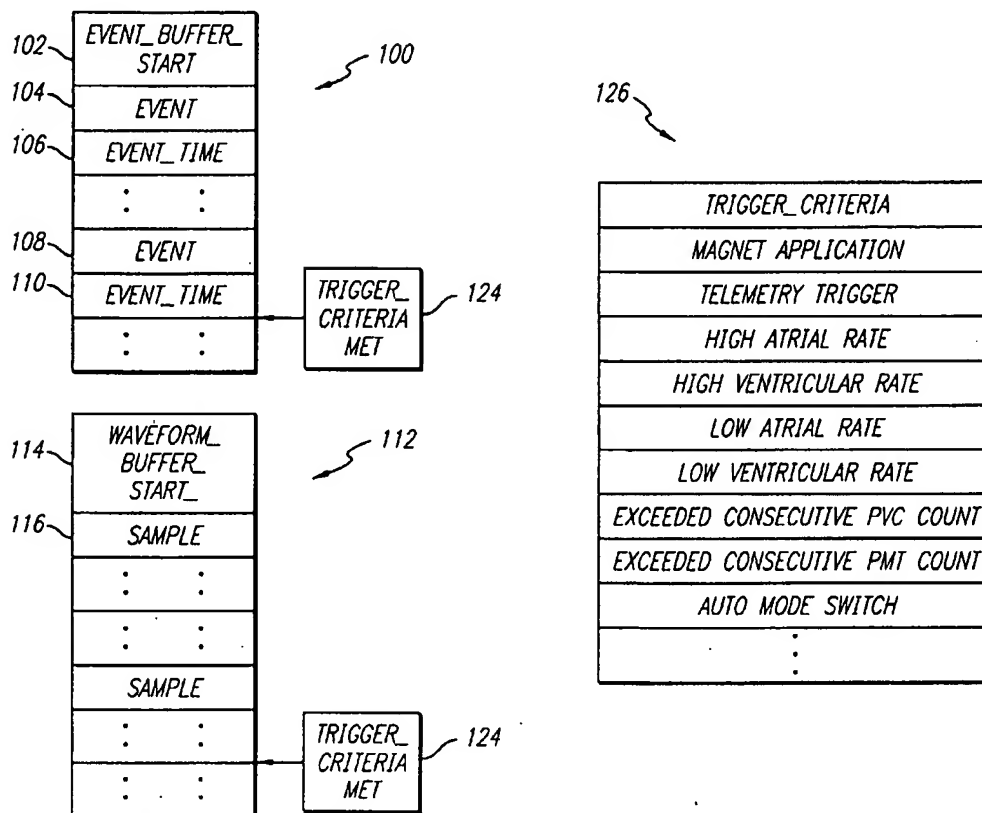 102
EVENT_BUFFER_
START
100
104
EVENT
106
EVENT_TIME
108
EVENT
110
EVENT_TIME
TRIGGER_
CRITERIA
MET
124
114
WAVEFORM_
BUFFER_
START_
112
116
SAMPLE
SAMPLE
TRIGGER_
CRITERIA
MET
124
126
TRIGGER_CRITERIA
MAGNET APPLICATION
TELEMETRY TRIGGER
HIGH ATRIAL RATE
HIGH VENTRICULAR RATE
LOW ATRIAL RATE
LOW VENTRICULAR RATE
EXCEEDED CONSECUTIVE PVC COUNT
EXCEEDED CONSECUTIVE PMT COUNT
AUTO MODE SWITCH